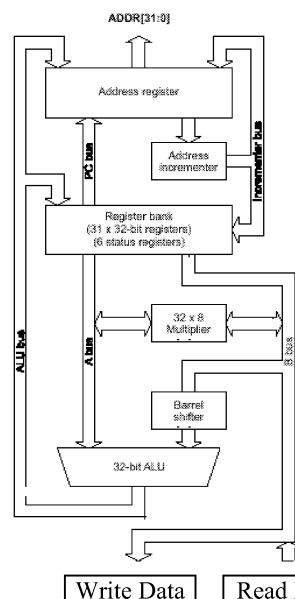 ADDR[31:0]
Address register
PC bus
Address
incrementer
Incrementer bus
Register bank
(31 x 32-bit registers)
(6 status registers)
ALU bus
A bus
32 x 8
Multiplier
B bus
Barrel
shifter
32-bit ALU
Write Data
Read